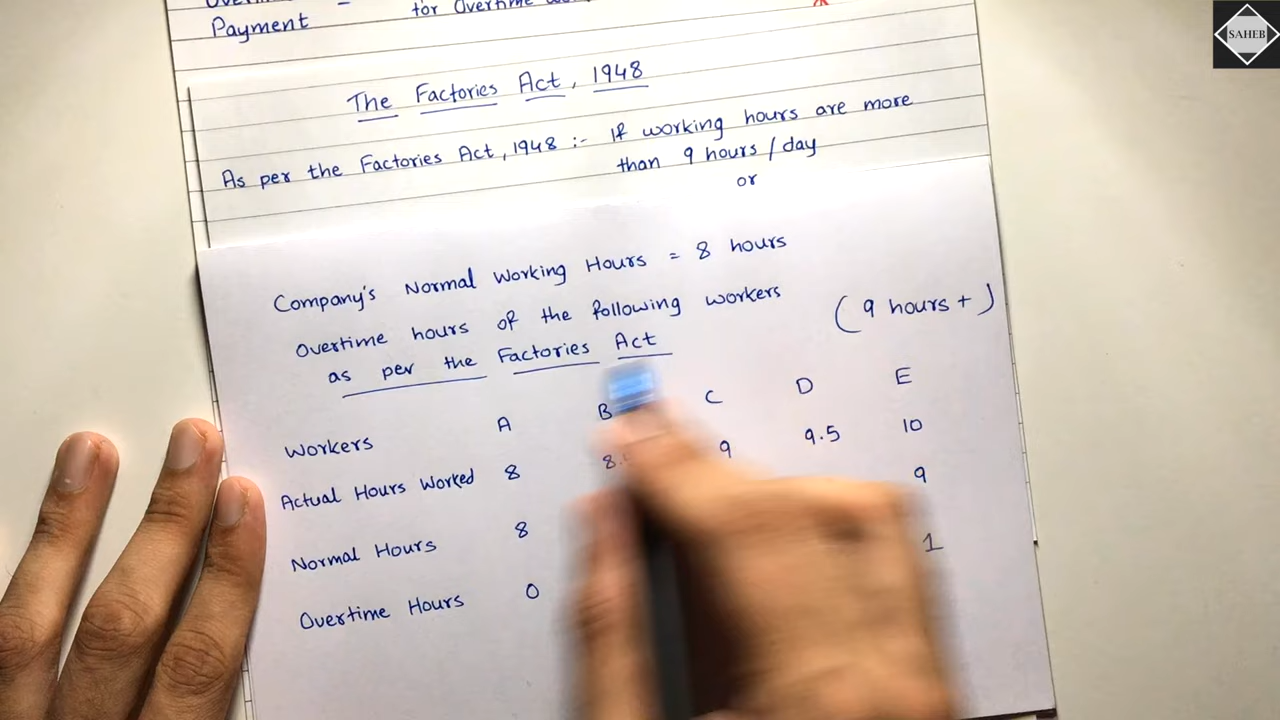 Payment -
for Overtime
SAHEB
The Factories Act, 1948
As per the Factories Act, 1948 :- If working hours are more
than 9 hours / day
or
Company's Normal Working Hours = 8 hours
Overtime hours of the following workers (9 hours +)
as per the Factories Act
Workers A B C D E
Actual Hours Worked 8 9 9.5 10
Normal Hours 8 9
Overtime Hours 0 1